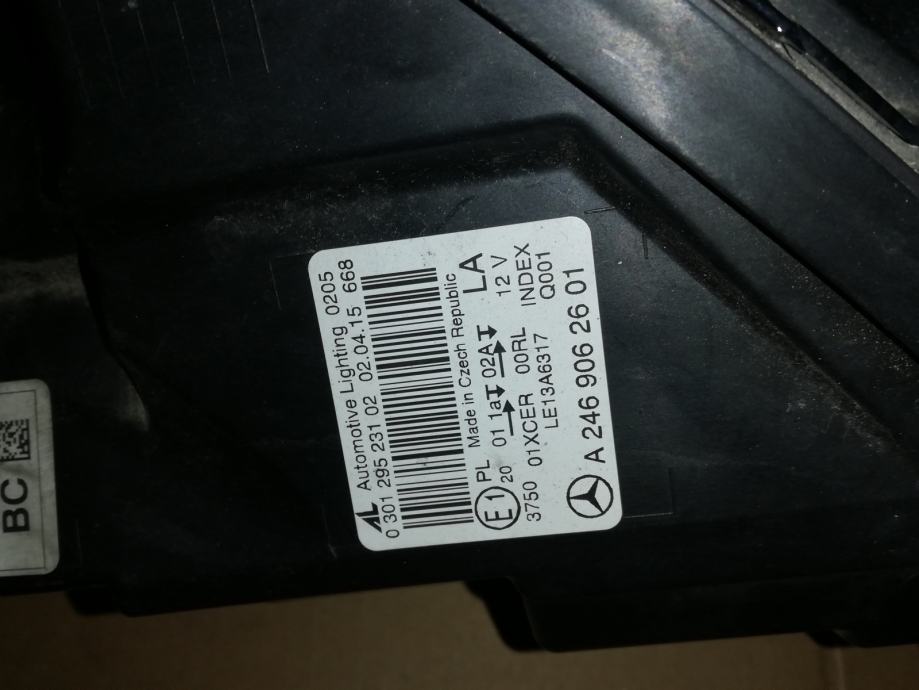 AL Automotive Lighting 0205
0 301 295 231 02 02.04.15 668
Made in Czech Republic
E1 PL 01 1a 02A LA
20
3750 01XCER 00RL 12 V
LE13A6317 INDEX
Q001
A 246 906 26 01
BC